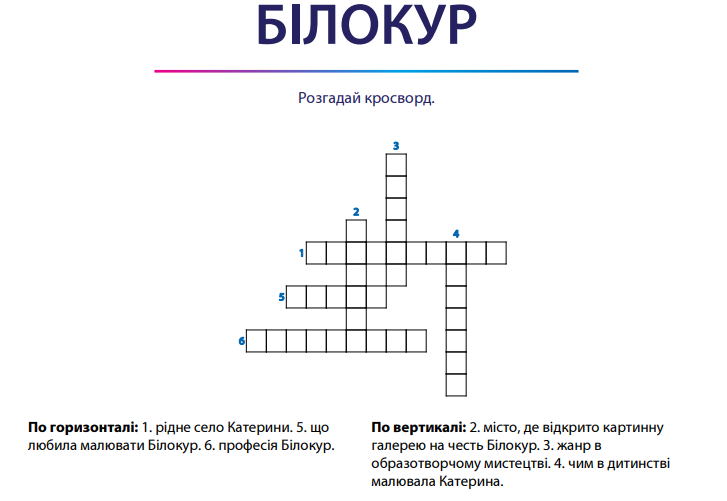 БІЛОКУР
Розгадай кросворд.
3
2
4
1
5
6
По горизонталі: 1. рідне село Катерини. 5. що
любила малювати Білокур. 6. професія Білокур.
По вертикалі: 2. місто, де відкрито картинну
галерею на честь Білокур. 3. жанр в
образотворчому мистецтві. 4. чим в дитинстві
малювала Катерина.